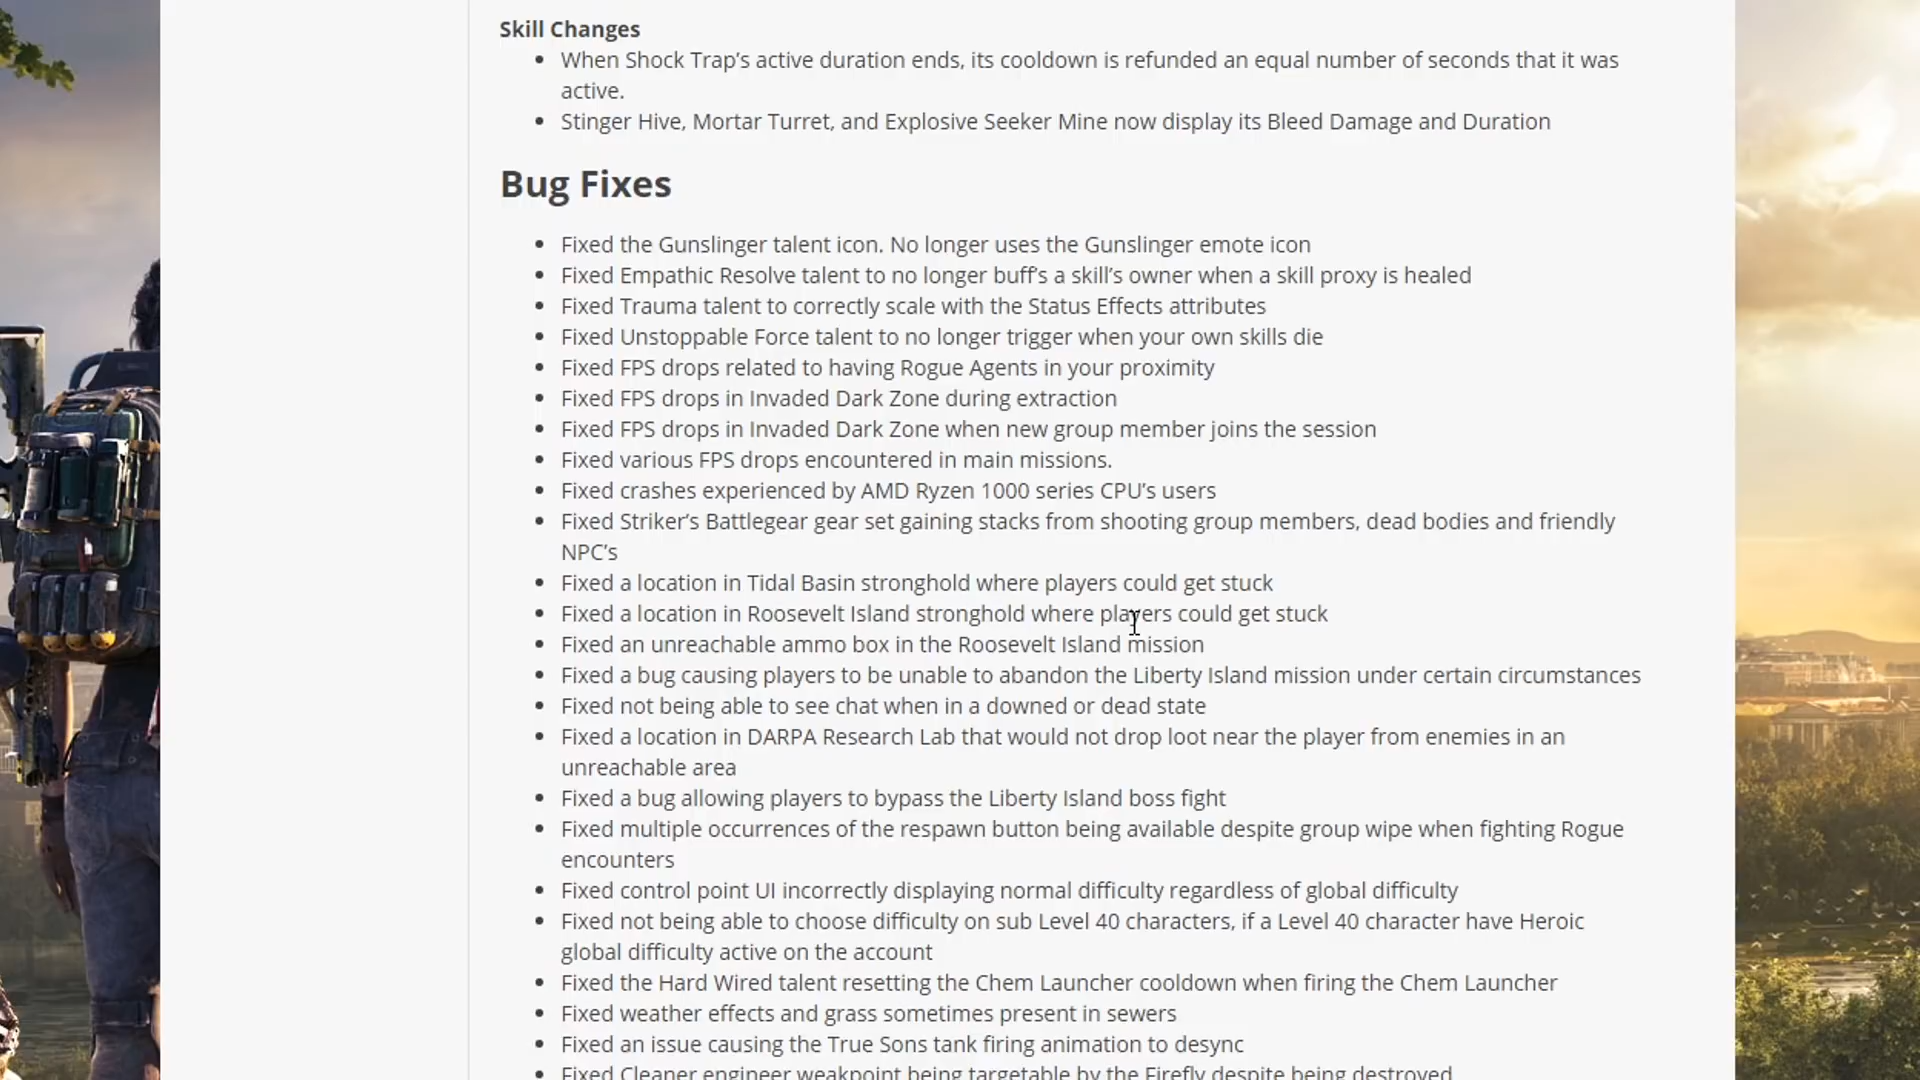 Skill Changes
When Shock Trap’s active duration ends, its cooldown is refunded an equal number of seconds that it was
active.
Stinger Hive, Mortar Turret, and Explosive Seeker Mine now display its Bleed Damage and Duration
Bug Fixes
Fixed the Gunslinger talent icon. No longer uses the Gunslinger emote icon
Fixed Empathic Resolve talent to no longer buff’s a skill’s owner when a skill proxy is healed
Fixed Trauma talent to correctly scale with the Status Effects attributes
Fixed Unstoppable Force talent to no longer trigger when your own skills die
Fixed FPS drops related to having Rogue Agents in your proximity
Fixed FPS drops in Invaded Dark Zone during extraction
Fixed FPS drops in Invaded Dark Zone when new group member joins the session
Fixed various FPS drops encountered in main missions.
Fixed crashes experienced by AMD Ryzen 1000 series CPU’s users
Fixed Striker’s Battlegear gear set gaining stacks from shooting group members, dead bodies and friendly
NPC’s
Fixed a location in Tidal Basin stronghold where players could get stuck
Fixed a location in Roosevelt Island stronghold where players could get stuck
Fixed an unreachable ammo box in the Roosevelt Island mission
Fixed a bug causing players to be unable to abandon the Liberty Island mission under certain circumstances
Fixed not being able to see chat when in a downed or dead state
Fixed a location in DARPA Research Lab that would not drop loot near the player from enemies in an
unreachable area
Fixed a bug allowing players to bypass the Liberty Island boss fight
Fixed multiple occurrences of the respawn button being available despite group wipe when fighting Rogue
encounters
Fixed control point UI incorrectly displaying normal difficulty regardless of global difficulty
Fixed not being able to choose difficulty on sub Level 40 characters, if a Level 40 character have Heroic
global difficulty active on the account
Fixed the Hard Wired talent resetting the Chem Launcher cooldown when firing the Chem Launcher
Fixed weather effects and grass sometimes present in sewers
Fixed an issue causing the True Sons tank firing animation to desync
Fixed Cleaner engineer weakpoint being targetable by the Firefly despite being destroyed